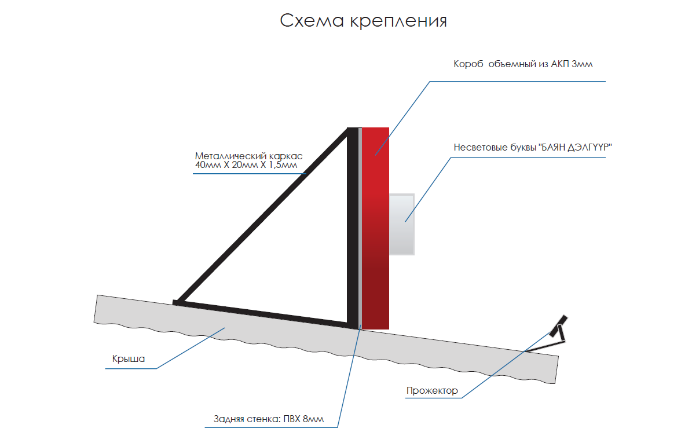 Схема крепления
Короб объемный из АКП 3мм
Несветовые буквы "БАЯН ДЭЛГҮҮР"
Металлический каркас
40мм Х 20мм Х 1,5мм
Крыша
Прожектор
Задняя стенка: ПВХ 8мм